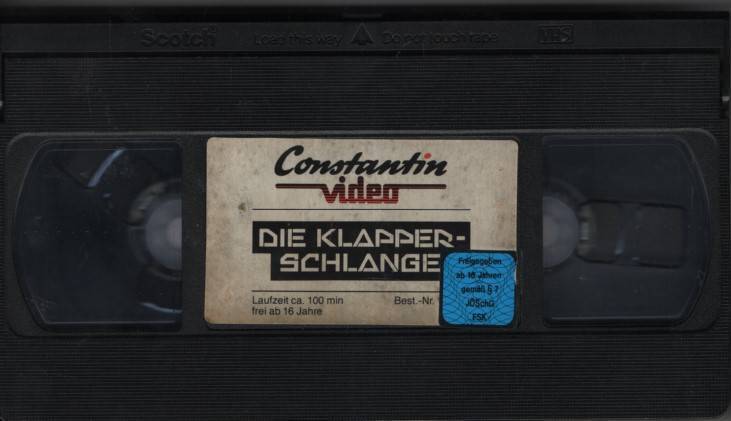 Scotch Load this way Do not touch tape VHS
Constantin
video
DIE KLAPPER-
SCHLANGE
Laufzeit ca. 100 min Best.-Nr.
frei ab 16 Jahre
Freigegeben
ab 16 Jahren
gemäß § 7
JÖSchG
FSK